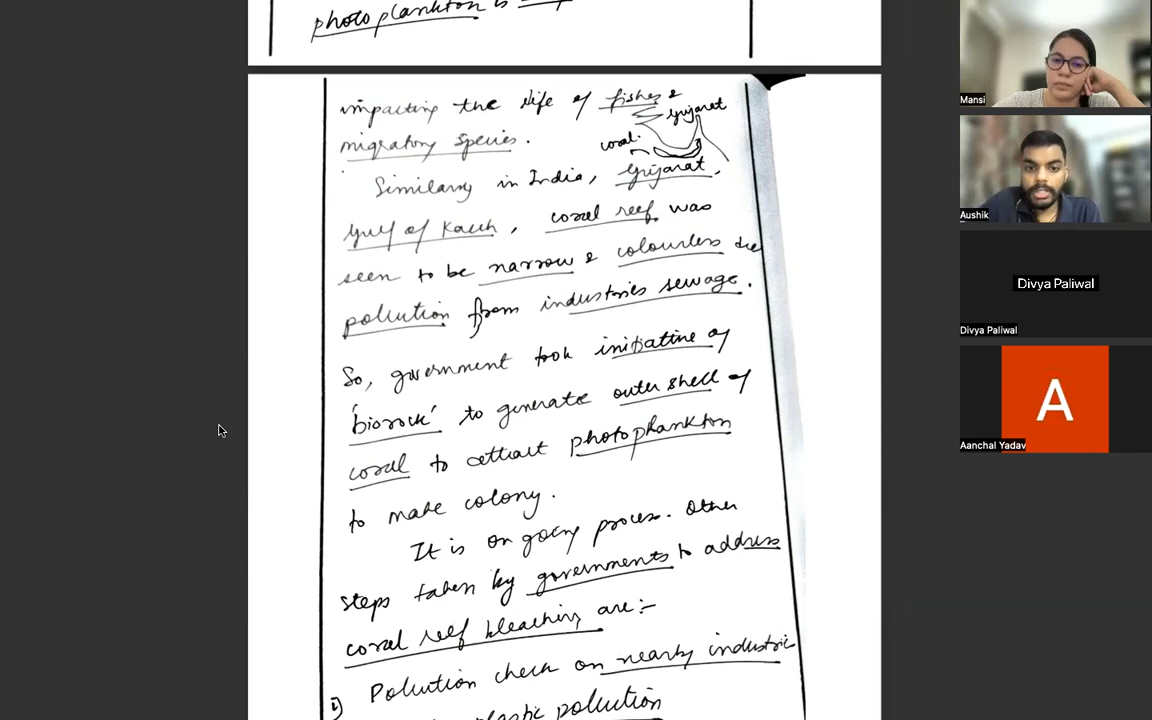 photoplankton is
impacting the life of fishes &
Gujarat
migratory species.
coral
Similarly in India, Gujarat,
Gulf of Kacch, coral reef was
seen to be narrow & colourless due
pollution from industries sewage.
So, government took initiative of
'biorock' to generate outer shell of
coral to attract photoplankton
to make colony.
It is on going process. Other
steps taken by governments to address
coral reef bleaching are:-
i) Pollution check on nearby industric
plastic pollution
Mansi
Aushik
Divya Paliwal
Divya Paliwal
A
Aanchal Yadav